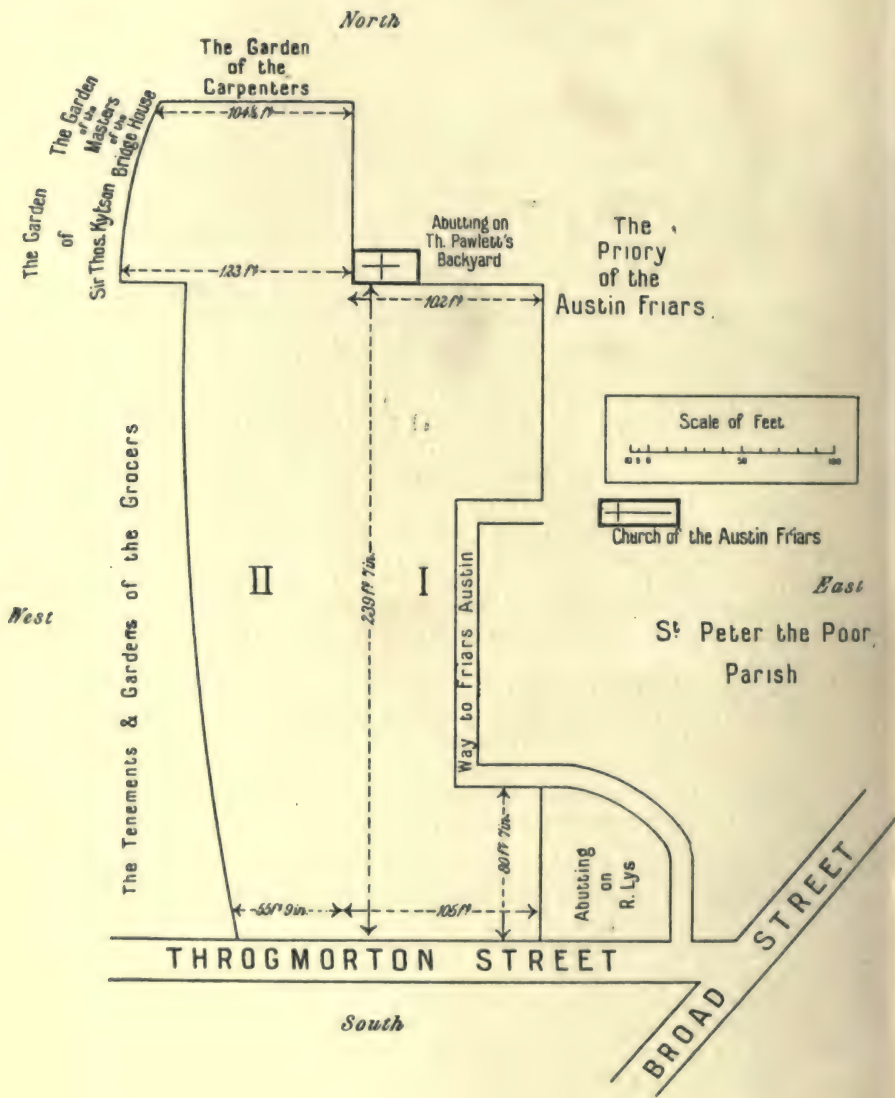 North
The Garden
of the
Carpenters
The Garden
of the
Masters
of the
Bridge House
The Garden
of
Sir Thos. Kytson
Abutting on
Th. Pawlett's
Backyard
The
Priory
of the
Austin Friars
123 ft
102 ft
Scale of Feet
50
100
Church of the Austin Friars
The Tenements & Gardens of the Grocers
II
239 ft 7in.
I
Way to Friars Austin
East
St Peter the Poor
Parish
West
80 ft 7in.
Abutting
on
R. Lys
55 ft 9in.
105 ft
THROGMORTON STREET
BROAD STREET
South